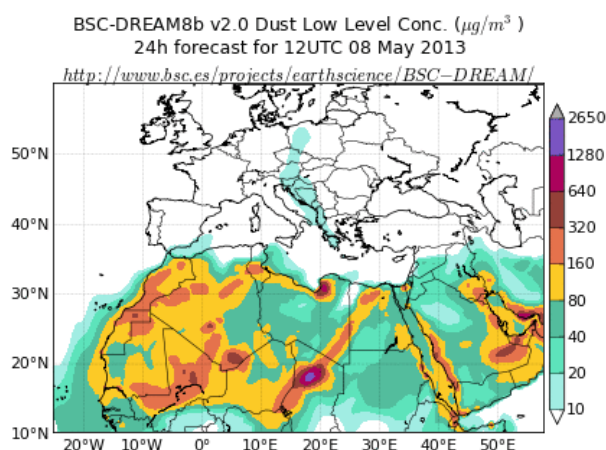 BSC-DREAM8b v2.0 Dust Low Level Conc. (μg/m³ )
24h forecast for 12UTC 08 May 2013
http://www.bsc.es/projects/earthscience/BSC−DREAM/
2650
1280
640
320
160
80
40
20
10
50°N
40°N
30°N
20°N
10°N
20°W 10°W 0° 10°E 20°E 30°E 40°E 50°E